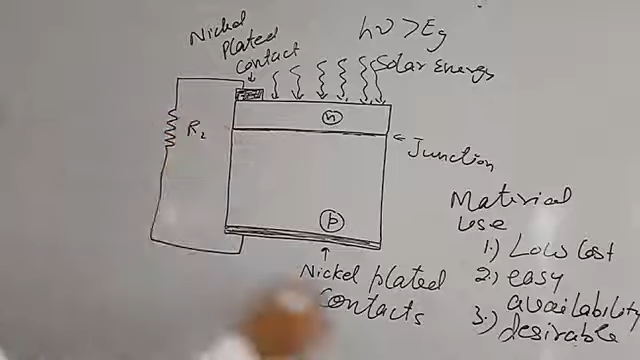 Nickel
Plated
Contact
hν > Eg
Solar Energy
n
R2
Junction
p
Nickel plated
Contacts
Material
Use
1.) Low Cost
2.) easy
availability
3.) desirable